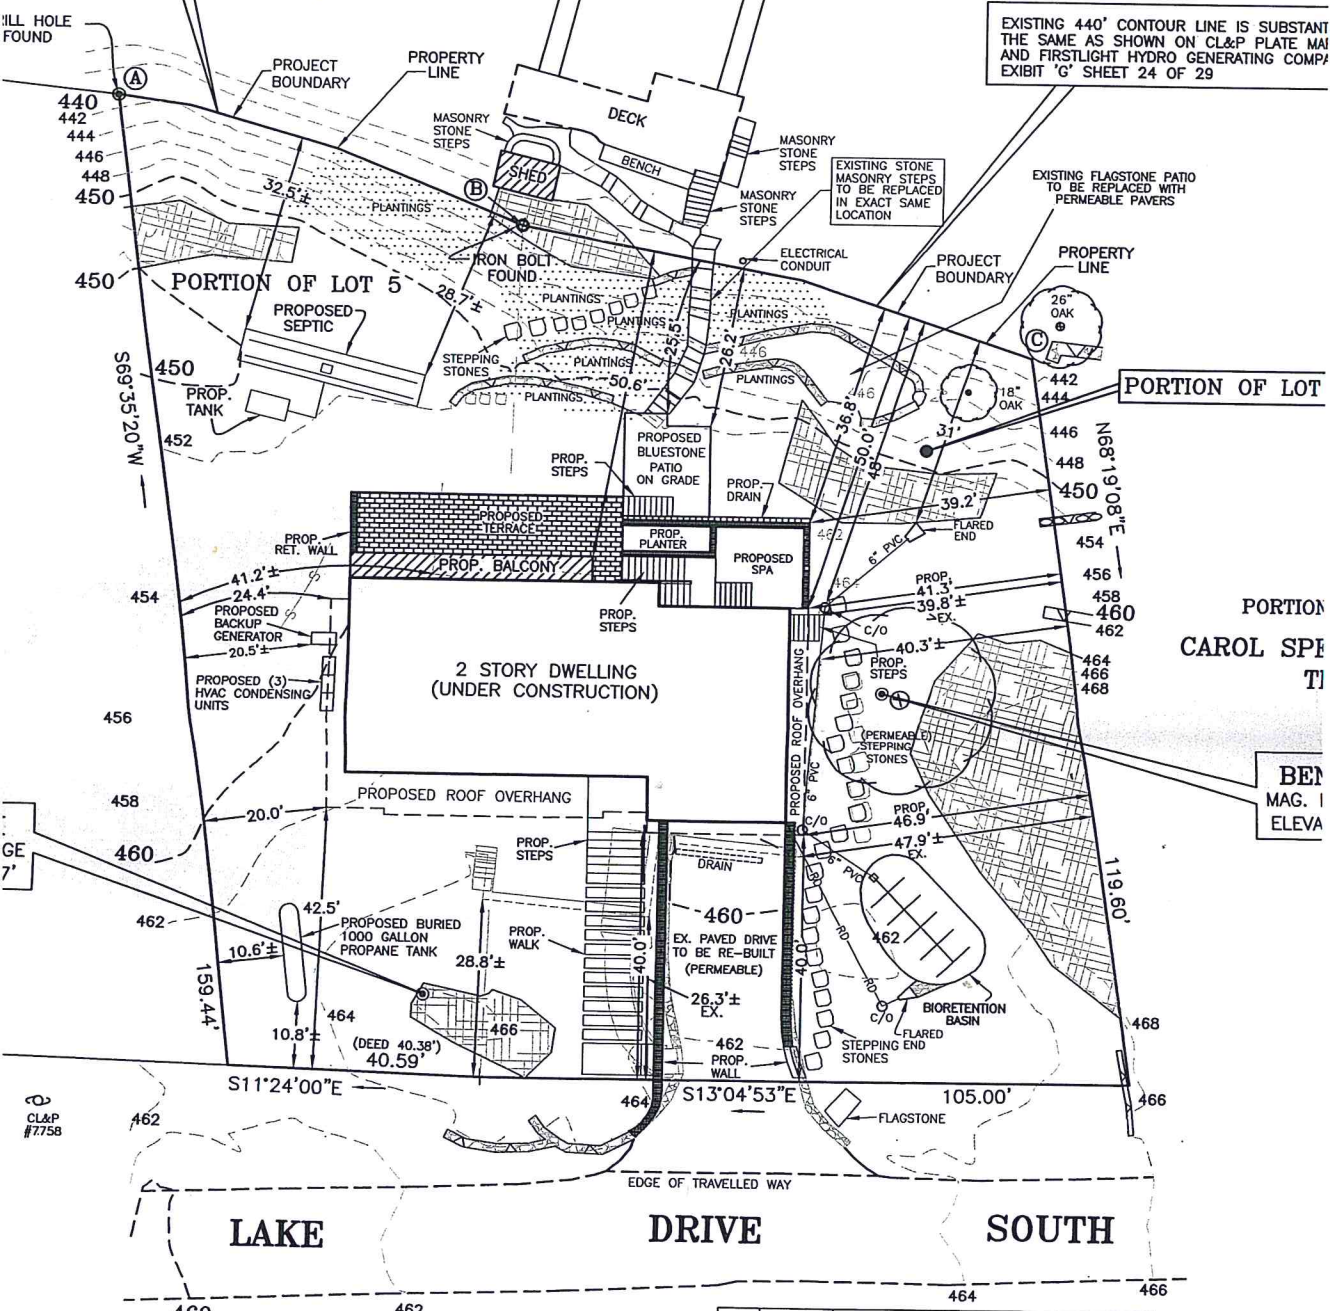 HOLE
FOUND
EXISTING 440' CONTOUR LINE IS
THE SAME AS SHOWN ON CL&P PLATE
AND FIRSTLIGHT HYDRO GENERATING
EXHIBIT 'G' SHEET 24 OF 29
A
PROJECT
BOUNDARY
PROPERTY
LINE
440
442
444
446
448
450
MASONRY
STONE
STEPS
DECK
BENCH
SHED
MASONRY
STONE
STEPS
MASONRY
STONE
STEPS
EXISTING STONE
MASONRY STEPS
TO BE REPLACED
IN EXACT SAME
LOCATION
EXISTING FLAGSTONE PATIO
TO BE REPLACED WITH
PERMEABLE PAVERS
32.5'±
PLANTINGS
B
PLANTINGS
IRON BOLT
FOUND
ELECTRICAL
CONDUIT
PROJECT
BOUNDARY
PROPERTY
LINE
450
PORTION OF LOT 5
28.7'±
PLANTINGS
PLANTINGS
PLANTINGS
PLANTINGS
PLANTINGS
PLANTINGS
26"
OAK
C
PROPOSED
SEPTIC
STEPPING
STONES
25.5'
26.2'
50.6'
446
46
36.8'
50.0'
48'
31'
18"
OAK
442
444
446
448
450
PORTION OF LOT
S69°35'20"W
450
PROP.
TANK
452
PROP.
STEPS
PROPOSED
BLUESTONE
PATIO
ON GRADE
PROP.
DRAIN
39.2'
N68°19'08"E
PROP.
RET. WALL
PROPOSED
TERRACE
PROP. BALCONY
PROP.
PLANTER
PROPOSED
SPA
462
464
6" PVC
FLARED
END
454
456
458
460
462
464
466
468
41.2'±
24.4'
S
S
454
PROPOSED
BACKUP
GENERATOR
20.5'±
PROPOSED (3)
HVAC CONDENSING
UNITS
PROP.
STEPS
2 STORY DWELLING
(UNDER CONSTRUCTION)
PROPOSED ROOF OVERHANG
C/O
PROP.
41.3'
39.8'±
EX.
40.3'±
PROP.
STEPS
(PERMEABLE)
STEPPING
STONES
PORTION
CAROL
456
458
460
20.0'
PROPOSED ROOF OVERHANG
6" PVC
C/O
PROP.
46.9'
47.9'±
EX.
MAG.
PROP.
STEPS
DRAIN
6" PVC
RD
RD
RD
119.60'
462
42.5'
PROPOSED BURIED
1000 GALLON
PROPANE TANK
10.6'±
10.8'±
159.44'
464
28.8'±
PROP.
WALK
40.0'
460
EX. PAVED DRIVE
TO BE RE-BUILT
(PERMEABLE)
26.3'±
EX.
40.0'
462
BIORETENTION
BASIN
FLARED
END
C/O
STEPPING
STONES
466
(DEED 40.38')
40.59'
S11°24'00"E
462
PROP.
WALL
464
S13°04'53"E
105.00'
468
466
FLAGSTONE
CL&P
#7758
462
EDGE OF TRAVELLED WAY
LAKE DRIVE SOUTH
460
462
464
466